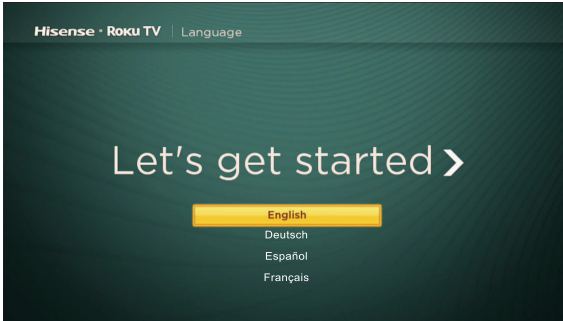 Hisense • ROKU TV | Language
Let's get started
English
Deutsch
Español
Français